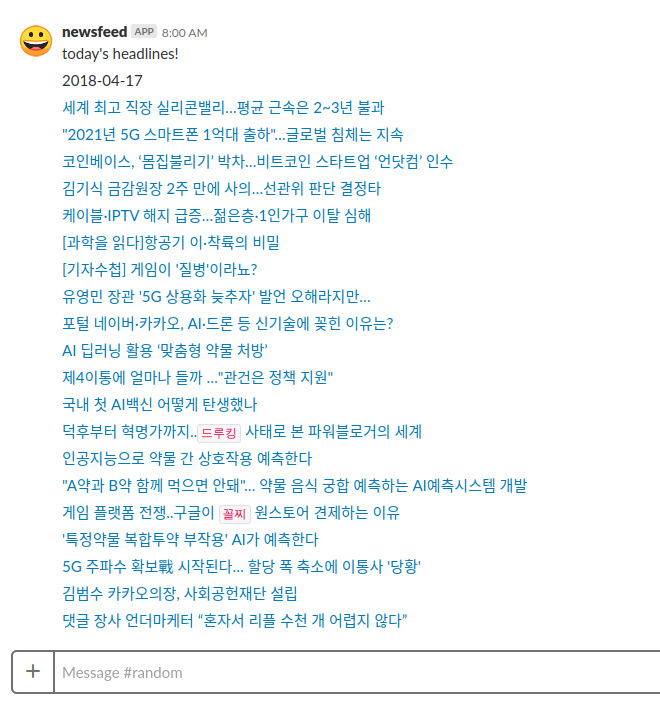 newsfeed APP 8:00 AM
today's headlines!
2018-04-17
세계 최고 직장 실리콘밸리...평균 근속은 2~3년 불과
"2021년 5G 스마트폰 1억대 출하"...글로벌 침체는 지속
코인베이스, ‘몸집불리기’ 박차...비트코인 스타트업 ‘언닷컴’ 인수
김기식 금감원장 2주 만에 사의...선관위 판단 결정타
케이블·IPTV 해지 급증...젊은층·1인가구 이탈 심해
[과학을 읽다]항공기 이·착륙의 비밀
[기자수첩] 게임이 '질병'이라뇨?
유영민 장관 '5G 상용화 늦추자' 발언 오해라지만...
포털 네이버·카카오, AI·드론 등 신기술에 꽂힌 이유는?
AI 딥러닝 활용 ‘맞춤형 약물 처방’
제4이통에 얼마나 들까 ..."관건은 정책 지원"
국내 첫 AI백신 어떻게 탄생했나
덕후부터 혁명가까지..드루킹 사태로 본 파워블로거의 세계
인공지능으로 약물 간 상호작용 예측한다
"A약과 B약 함께 먹으면 안돼"... 약물 음식 궁합 예측하는 AI예측시스템 개발
게임 플랫폼 전쟁..구글이 꼴찌 원스토어 견제하는 이유
'특정약물 복합투약 부작용' AI가 예측한다
5G 주파수 확보戰 시작된다... 할당 폭 축소에 이통사 '당황'
김범수 카카오의장, 사회공헌재단 설립
댓글 장사 언더마케터 “혼자서 리플 수천 개 어렵지 않다”
Message #random